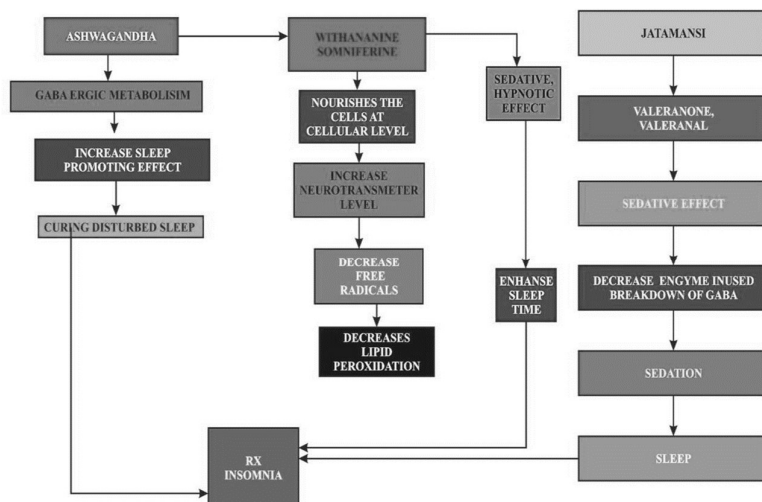 ASHWAGANDHA
GABA ERGIC METABOLISIM
INCREASE SLEEP
PROMOTING EFFECT
CURING DISTURBED SLEEP
WITHANANINE
SOMNIFERINE
NOURISHES THE
CELLS AT
CELLULAR LEVEL
INCREASE
NEUROTRANSMETER
LEVEL
DECREASE
FREE
RADICALS
DECREASES
LIPID
PEROXIDATION
SEDATIVE,
HYPNOTIC
EFFECT
ENHANSE
SLEEP
TIME
JATAMANSI
VALERANONE,
VALERANAL
SEDATIVE EFFECT
DECREASE ENGYME INUSED
BREAKDOWN OF GABA
SEDATION
SLEEP
RX
INSOMNIA